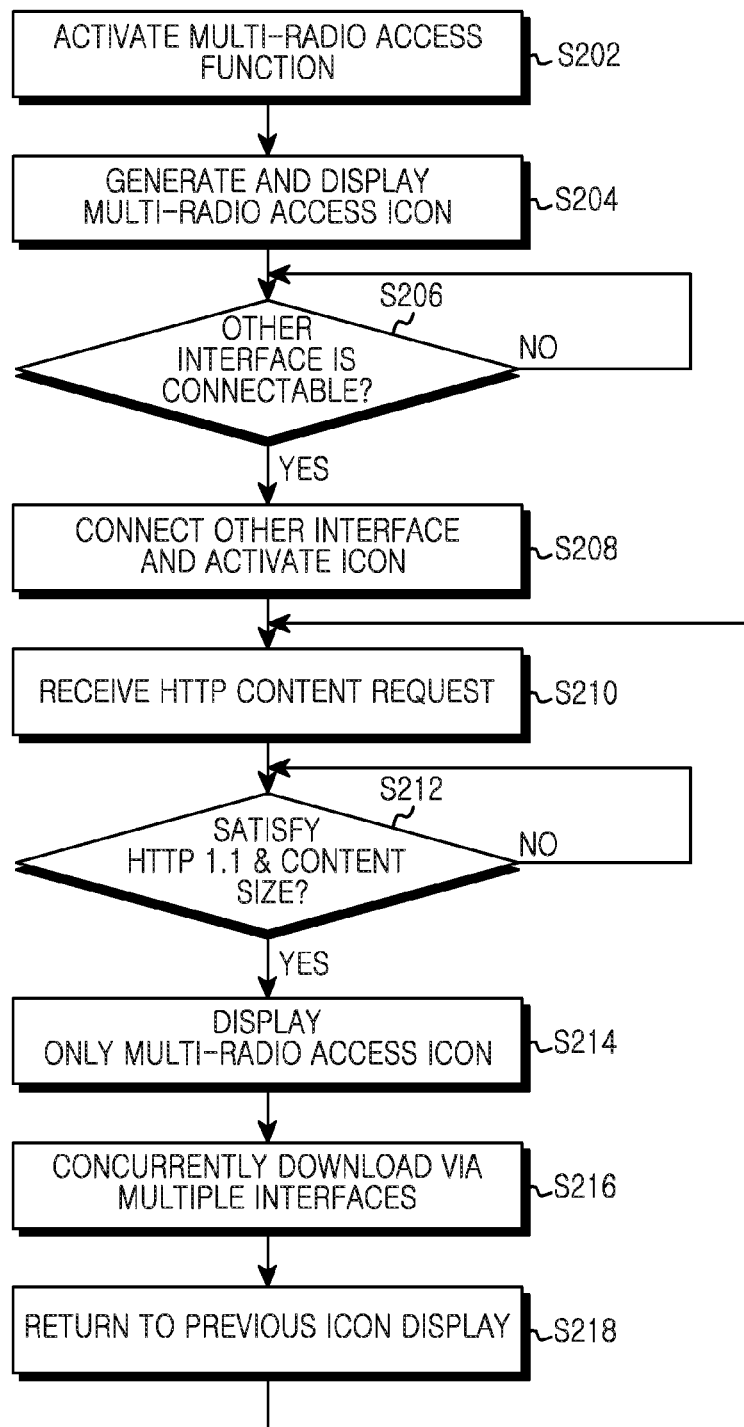 ACTIVATE MULTI-RADIO ACCESS
FUNCTION
S202
GENERATE AND DISPLAY
MULTI-RADIO ACCESS ICON
S204
S206
OTHER
INTERFACE IS
CONNECTABLE?
NO
YES
CONNECT OTHER INTERFACE
AND ACTIVATE ICON
S208
RECEIVE HTTP CONTENT REQUEST
S210
S212
SATISFY
HTTP 1.1 & CONTENT
SIZE?
NO
YES
DISPLAY
ONLY MULTI-RADIO ACCESS ICON
S214
CONCURRENTLY DOWNLOAD VIA
MULTIPLE INTERFACES
S216
RETURN TO PREVIOUS ICON DISPLAY
S218